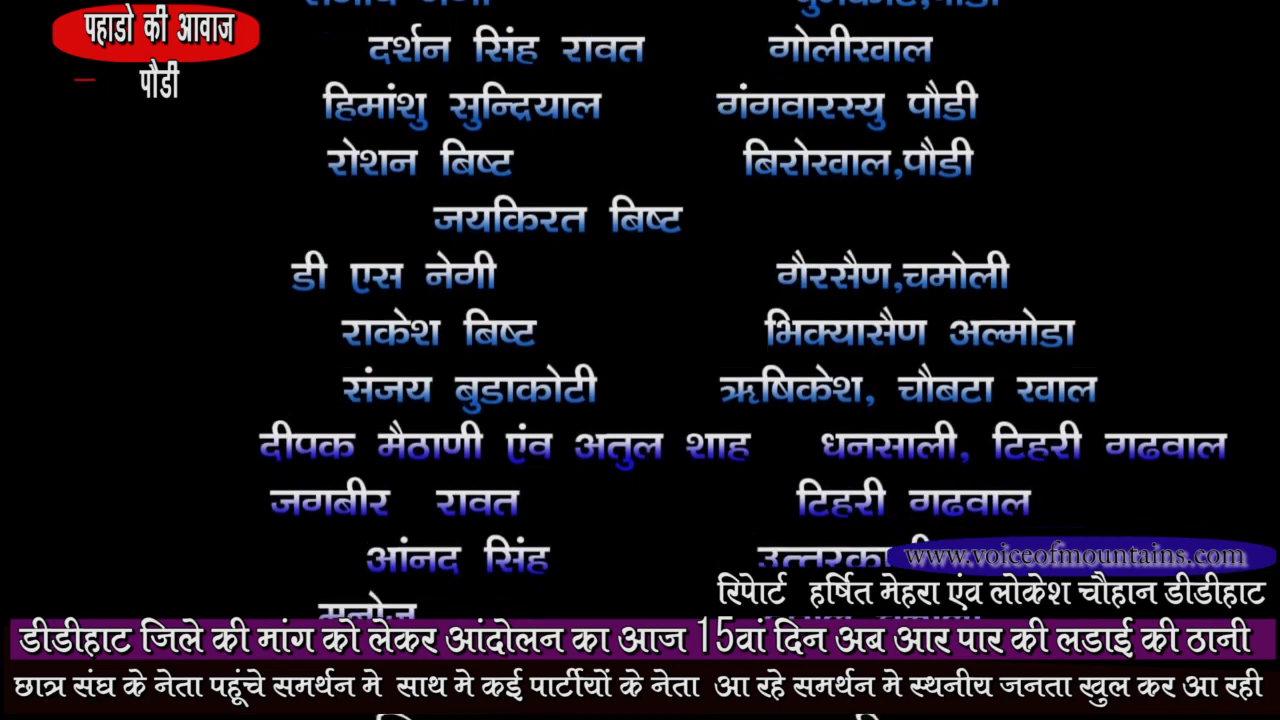 पहाडो की आवाज
पौडी
दर्शन सिंह रावत गोलीखाल
हिमांशु सुन्द्रियाल गंगवारस्यु पौडी
रोशन बिष्ट बिरोखाल,पौडी
जयकिरत बिष्ट
डी एस नेगी गैरसैण,चमोली
राकेश बिष्ट भिक्यासैण अल्मोडा
संजय बुडाकोटी ऋषिकेश, चौबटा खाल
दीपक मैठाणी एंव अतुल शाह धनसाली, टिहरी गढवाल
जगबीर रावत टिहरी गढवाल
आंनद सिंह
www.voiceofmountains.com
रिपोर्ट हर्षित मेहरा एंव लोकेश चौहान डीडीहाट
मनोज
डीडीहाट जिले की मांग को लेकर आंदोलन का आज 15वां दिन अब आर पार की लडाई की ठानी
छात्र संघ के नेता पहूंचे समर्थन मे साथ मे कई पार्टीयों के नेता आ रहे समर्थन मे स्थनीय जनता खुल कर आ रही